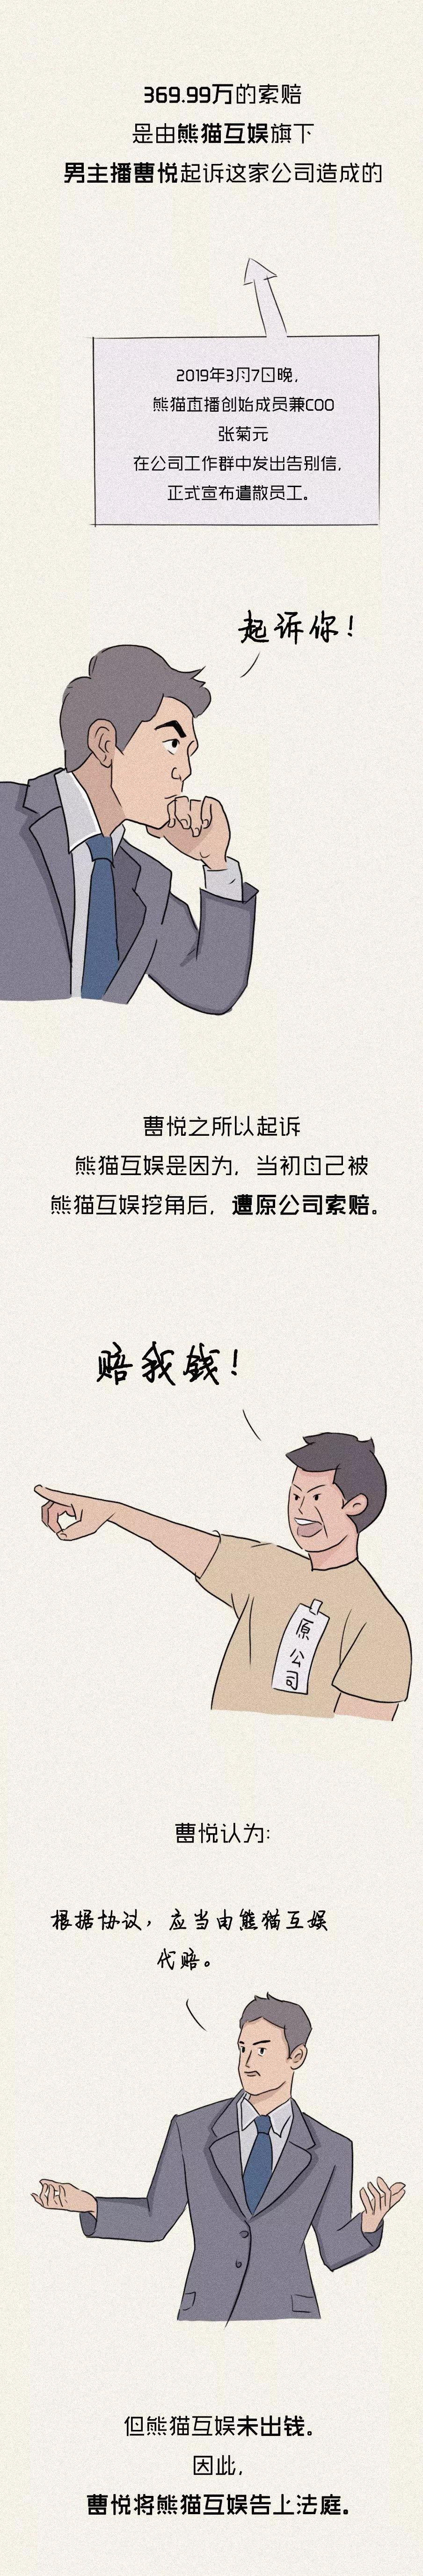 369.99万的索赔
是由熊猫互娱旗下
男主播曹悦起诉这家公司造成的
2019年3月7日晚,
熊猫直播创始成员兼COO
张菊元
在公司工作群中发出告别信,
正式宣布遣散员工。
起诉你!
曹悦之所以起诉
熊猫互娱是因为, 当初自己被
熊猫互娱挖角后, 遭原公司索赔。
赔我钱!
原公司
曹悦认为:
根据协议, 应当由熊猫互娱
代赔。
但熊猫互娱未出钱。
因此,
曹悦将熊猫互娱告上法庭。